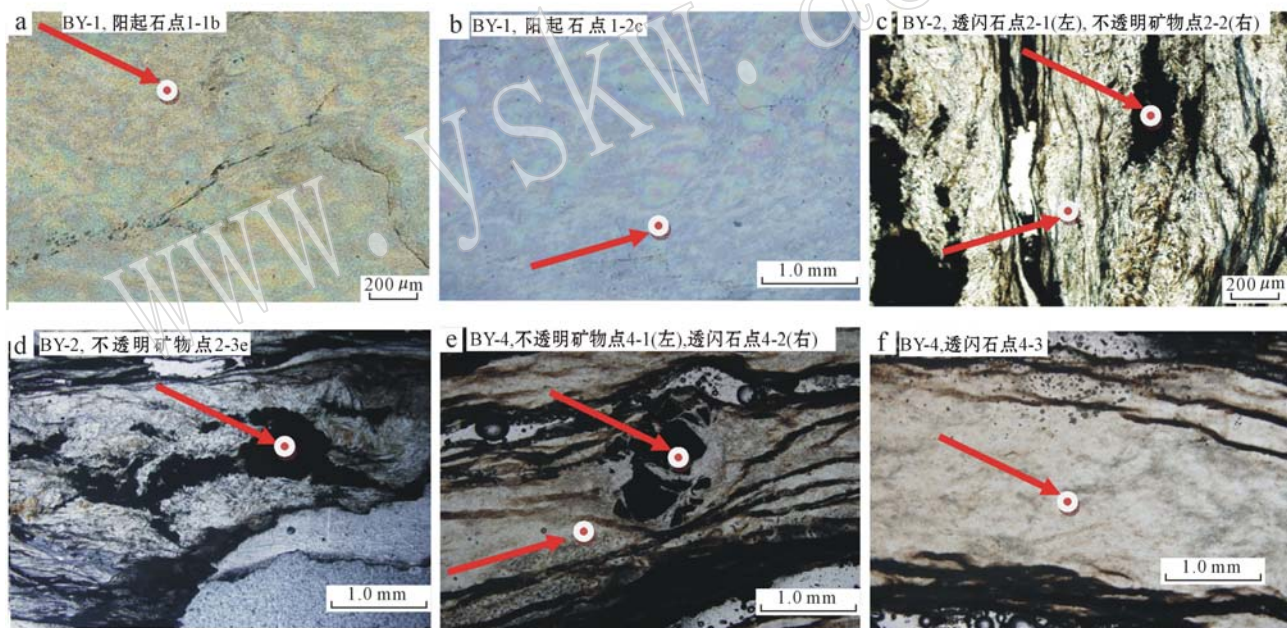 a BY-1, 阳起石点1-1b
200 μm
b BY-1, 阳起石点1-2c
1.0 mm
c BY-2, 透闪石点2-1(左), 不透明矿物点2-2(右)
200 μm
d BY-2, 不透明矿物点2-3e
1.0 mm
e BY-4,不透明矿物点4-1(左),透闪石点4-2(右)
1.0 mm
f BY-4,透闪石点4-3
1.0 mm
www.yskw.ac